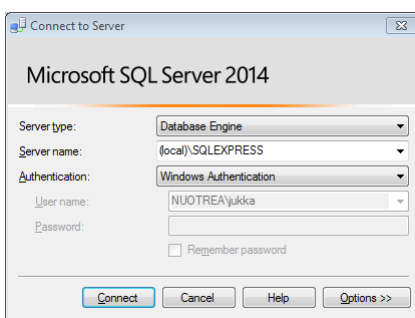 Connect to Server
Microsoft SQL Server 2014
Server type: Database Engine
Server name: (local)\SQLEXPRESS
Authentication: Windows Authentication
User name: NUOTREA\jukka
Password:
Remember password
Connect Cancel Help Options >>